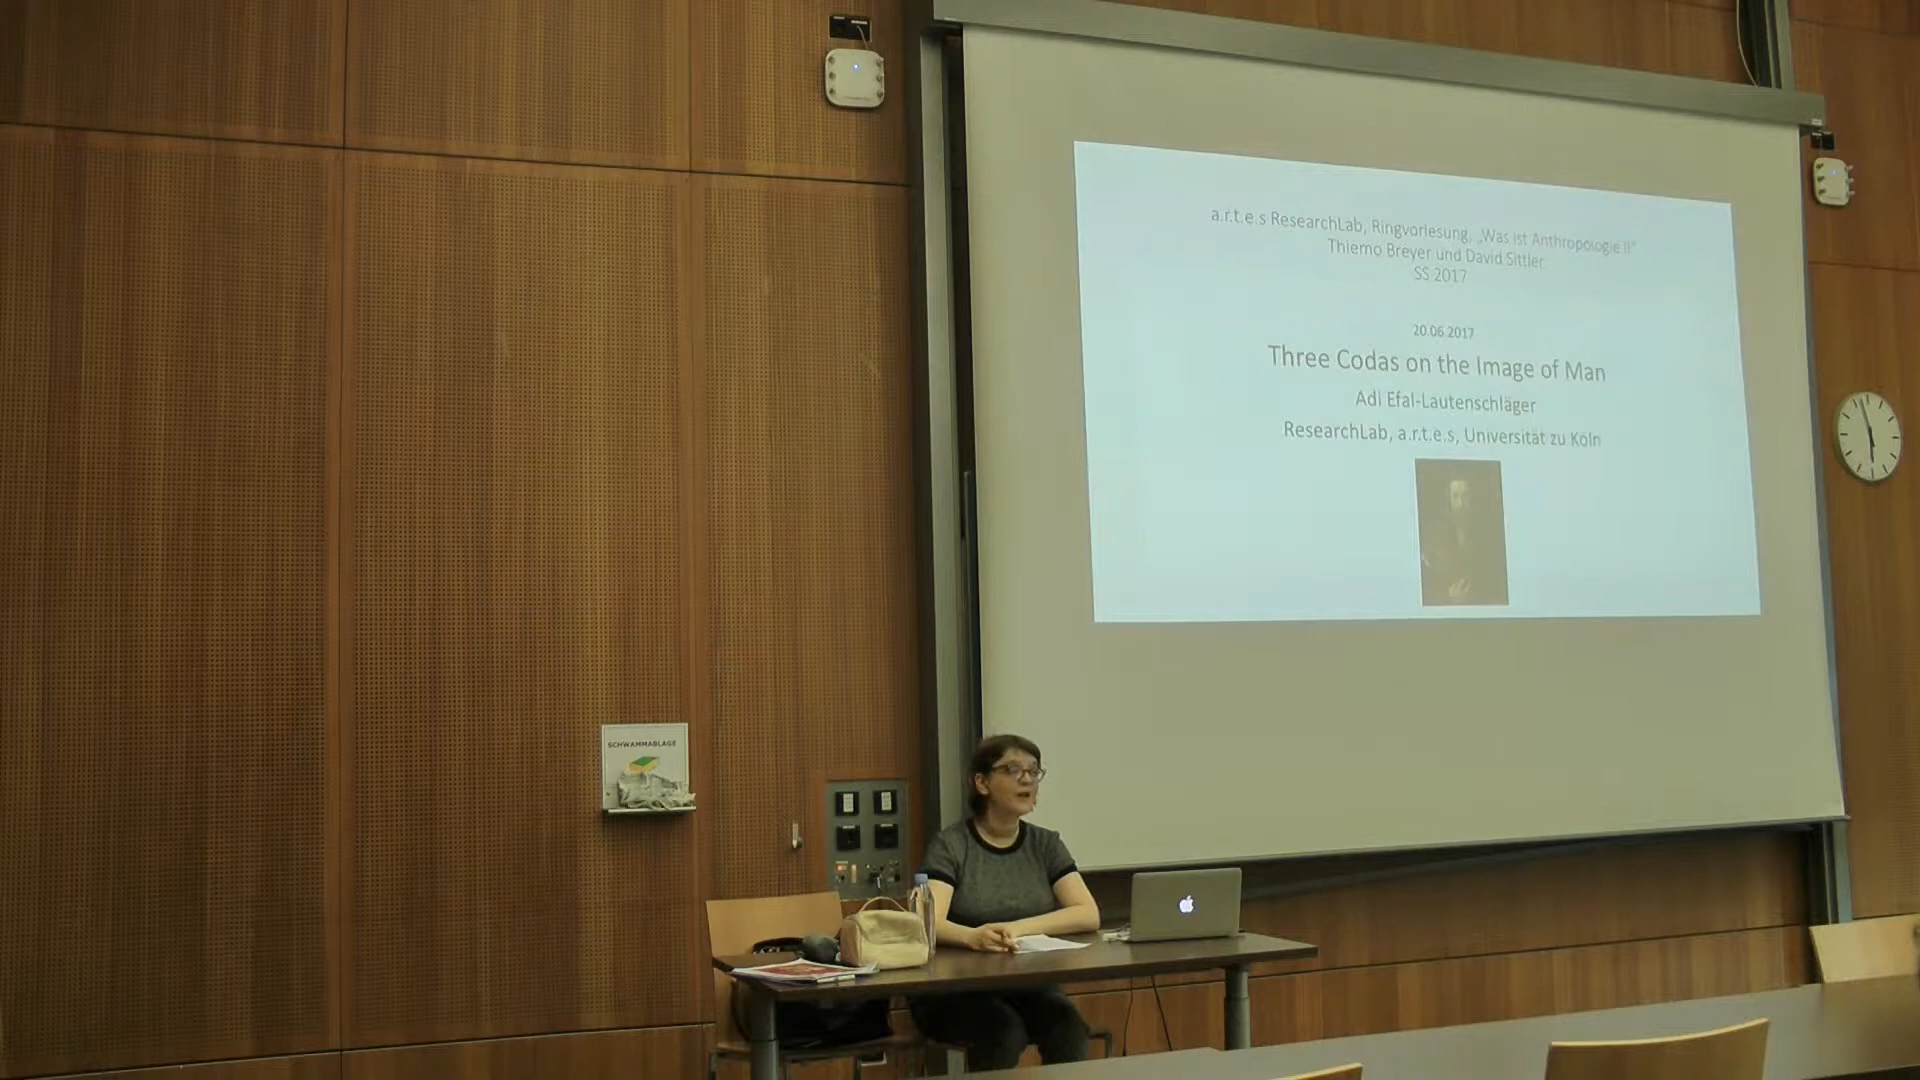 a.r.t.e.s ResearchLab, Ringvorlesung, „Was ist Anthropologie II"
Thiemo Breyer und David Sittler
SS 2017
20.06.2017
Three Codas on the Image of Man
Adi Efal-Lautenschläger
ResearchLab, a.r.t.e.s, Universität zu Köln
SCHWAMMABLAGE